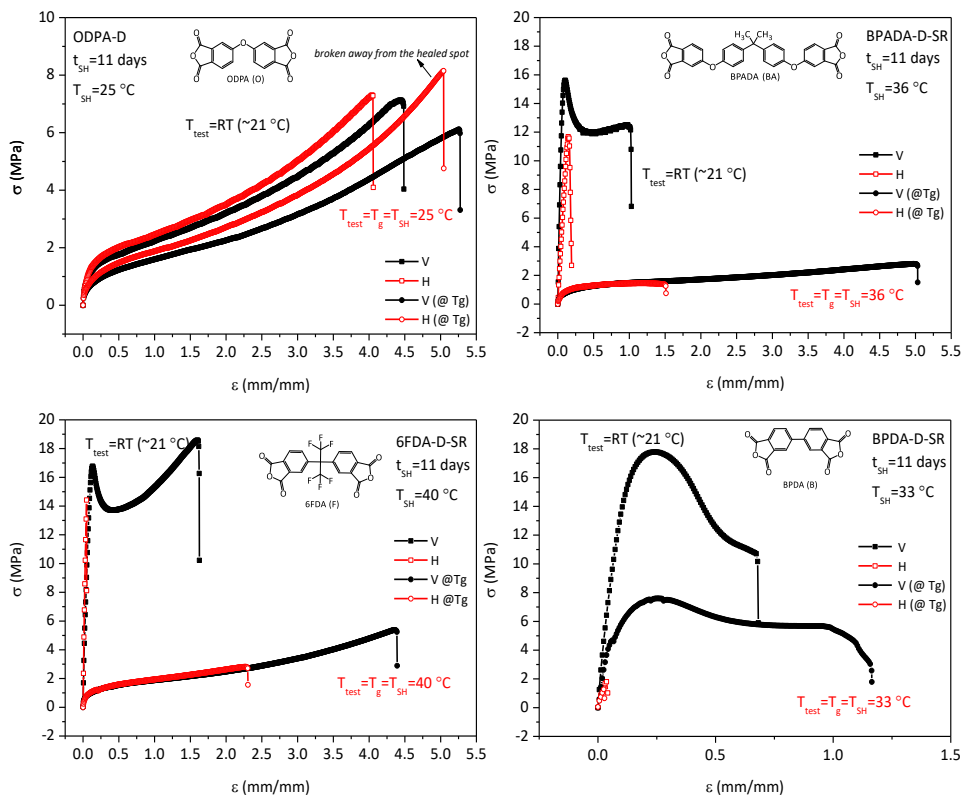 ODPA-D
t_SH=11 days
T_SH=25 °C
ODPA (O)
broken away from the healed spot
T_test=RT (~21 °C)
T_test=T_g=T_SH=25 °C
V
H
V (@ Tg)
H (@ Tg)
σ (MPa)
10
8
6
4
2
0
0.0 0.5 1.0 1.5 2.0 2.5 3.0 3.5 4.0 4.5 5.0 5.5
ε (mm/mm)
BPADA-D-SR
t_SH=11 days
T_SH=36 °C
H₃C CH₃
O O O O O O O O
BPADA (BA)
T_test=RT (~21 °C)
V
H
V (@ Tg)
H (@ Tg)
T_test=T_g=T_SH=36 °C
σ (MPa)
20
18
16
14
12
10
8
6
4
2
0
-2
0.0 0.5 1.0 1.5 2.0 2.5 3.0 3.5 4.0 4.5 5.0 5.5
ε (mm/mm)
6FDA-D-SR
t_SH=11 days
T_SH=40 °C
T_test=RT (~21 °C)
F F
F F
F F
6FDA (F)
V
H
V @Tg
H @Tg
T_test=T_g=T_SH=40 °C
σ (MPa)
20
18
16
14
12
10
8
6
4
2
0
-2
0.0 0.5 1.0 1.5 2.0 2.5 3.0 3.5 4.0 4.5 5.0 5.5
ε (mm/mm)
BPDA-D-SR
t_SH=11 days
T_SH=33 °C
T_test=RT (~21 °C)
BPDA (B)
V
H
V (@ Tg)
H (@ Tg)
T_test=T_g=T_SH=33 °C
σ (MPa)
20
18
16
14
12
10
8
6
4
2
0
-2
0.0 0.5 1.0 1.5
ε (mm/mm)